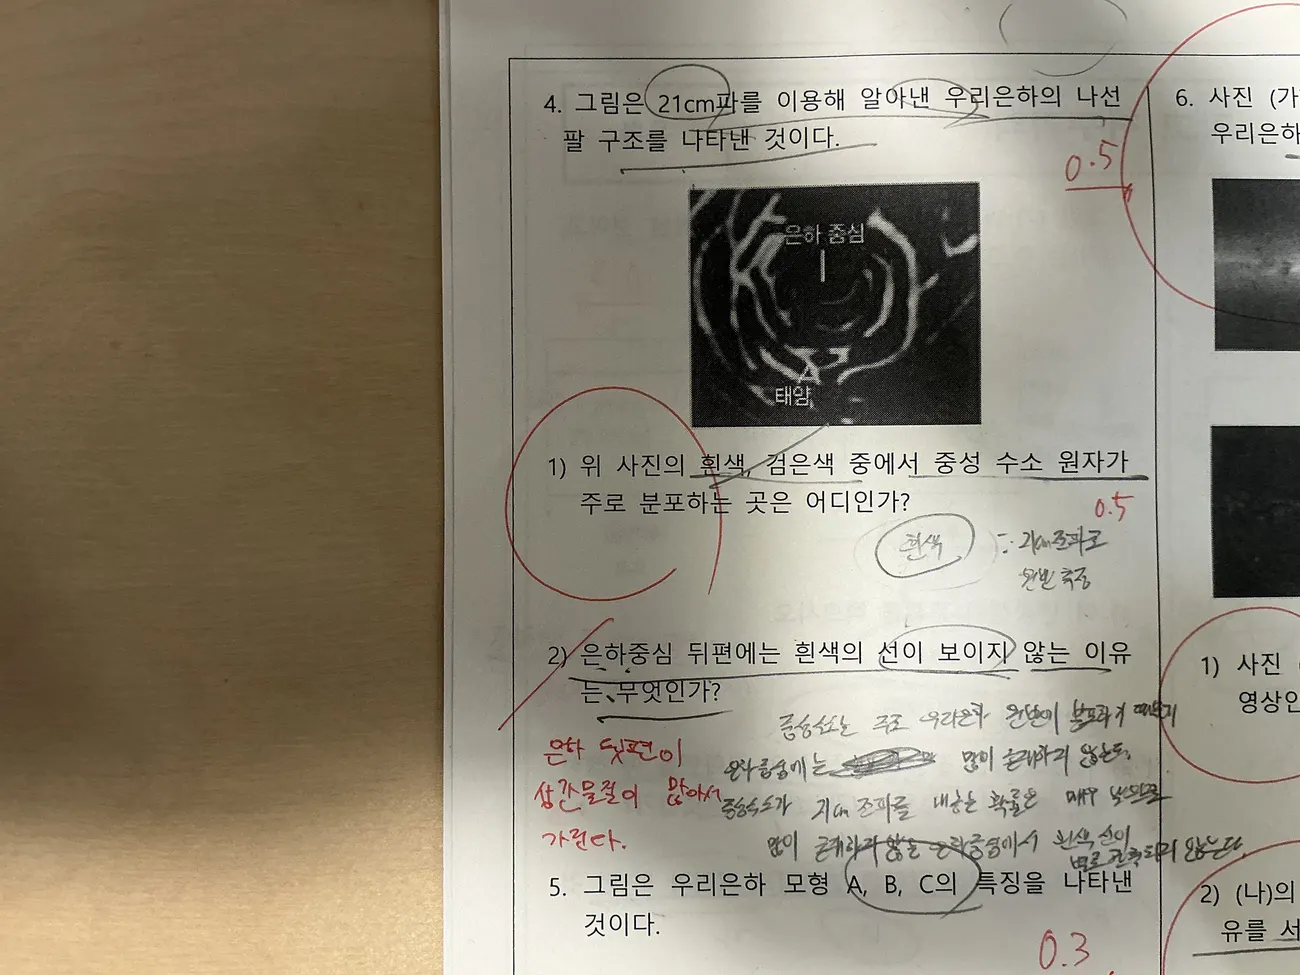 4. 그림은 21cm파를 이용해 알아낸 우리은하의 나선
팔 구조를 나타낸 것이다.
0.5
은하 중심
태양
1) 위 사진의 흰색, 검은색 중에서 중성 수소 원자가
주로 분포하는 곳은 어디인가?
0.5
흰색 ∵ 21cm 전파로
2) 은하중심 뒤편에는 흰색의 선이 보이지 않는 이유
는 무엇인가?
중성수소는 주로 우리은하 원반에 분포하기 때문에
은하중심에는 많이 존재하지 않는다.
중성수소가 21cm 전파를 내놓는 확률은 매우
많이 존재하지 않는 은하중심에서 흰색 선이
관측되지 않는다.
은하 뒷편이
성간물질이 많아서
가린다.
5. 그림은 우리은하 모형 A, B, C의 특징을 나타낸
것이다.
0.3
6. 사진 (가
우리은하
1) 사진
영상인
2) (나)의
유를 서